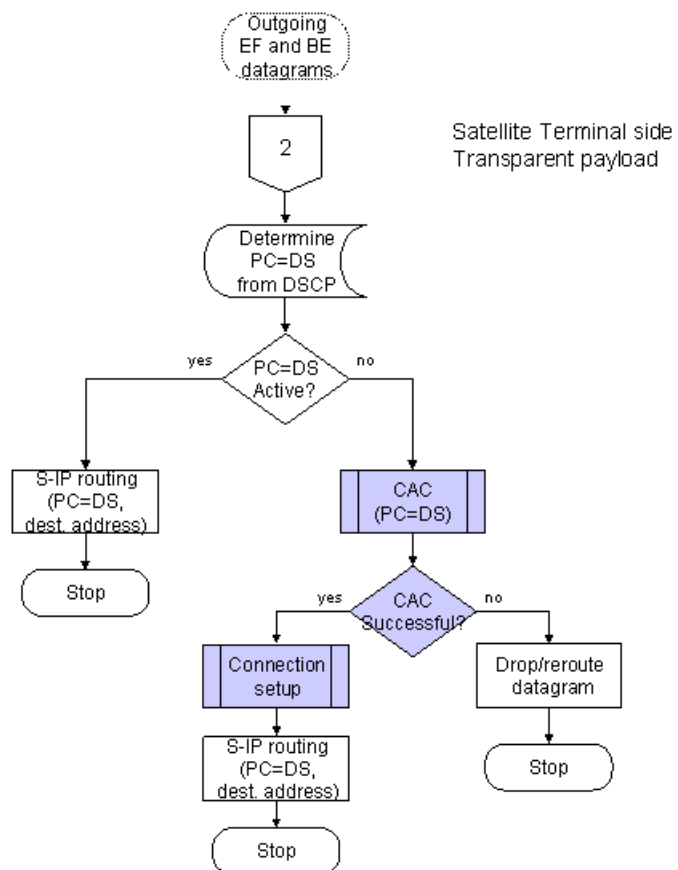 Outgoing
EF and BE
datagrams
2
Satellite Terminal side
Transparent payload
Determine
PC=DS
from DSCP
yes
no
PC=DS
Active?
S-IP routing
(PC=DS,
dest. address)
CAC
(PC=DS)
Stop
yes
no
CAC
Successful?
Connection
setup
Drop/reroute
datagram
S-IP routing
(PC=DS,
dest. address)
Stop
Stop